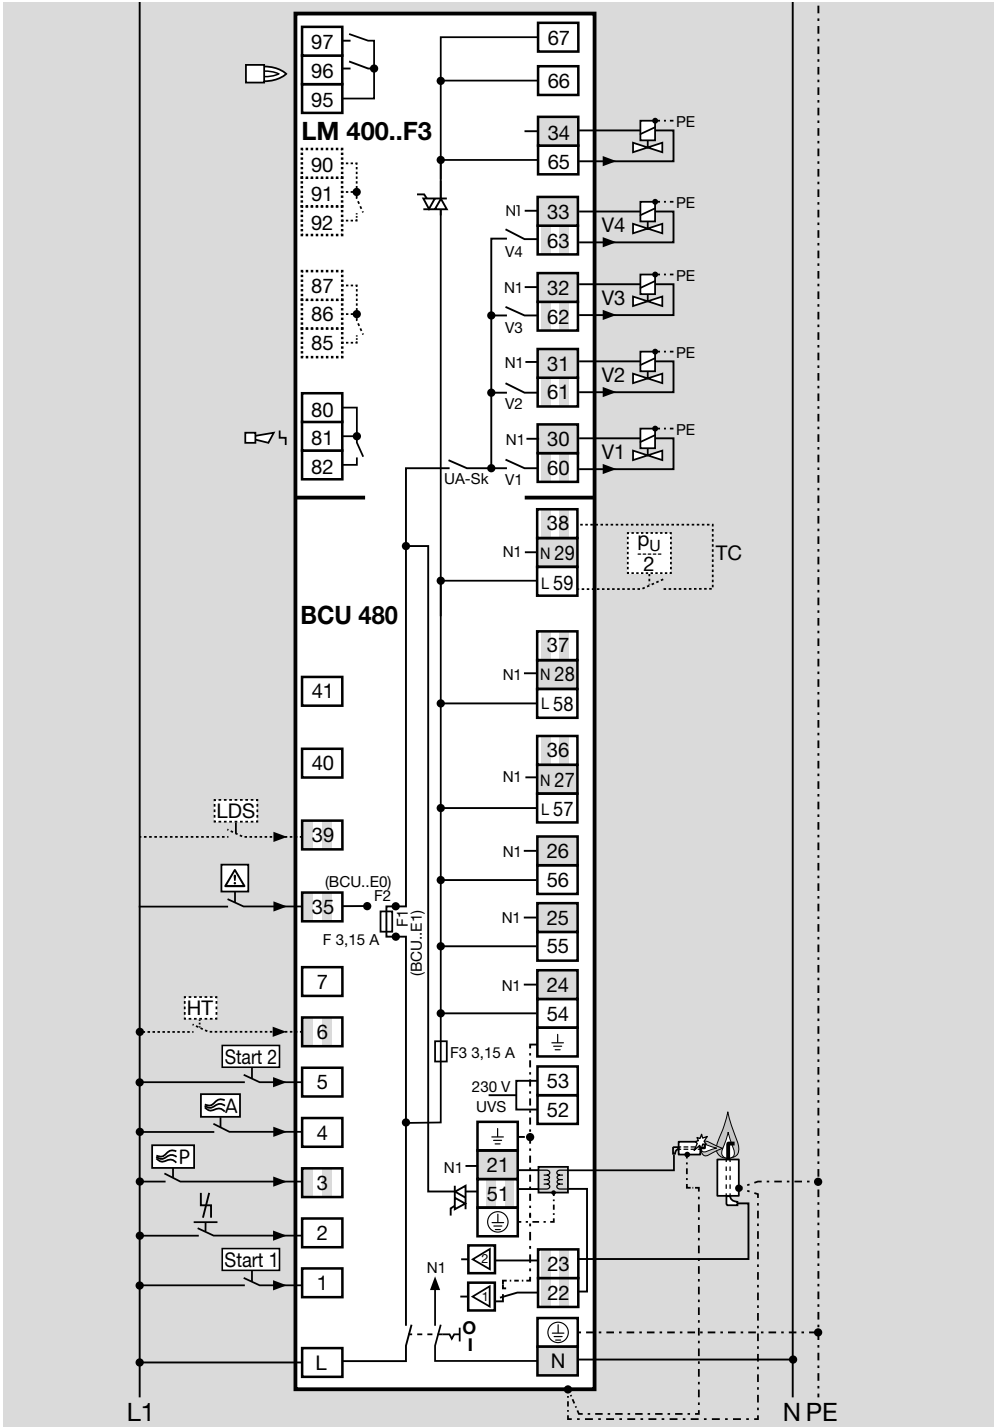 97
96
95
LM 400..F3
90
91
92
87
86
85
80
81
82
67
66
34
65
PE
N1
33
63
V4
V4
PE
N1
32
62
V3
V3
PE
N1
31
61
V2
V2
PE
N1
30
60
UA-Sk
V1
V1
PE
38
N1
N 29
L 59
pU
2
TC
BCU 480
37
N1
N 28
L 58
41
36
N1
N 27
L 57
40
LDS
39
N1
26
56
(BCU..E0)
F2
35
F1
F 3,15 A
(BCU..E1)
N1
25
55
7
N1
24
54
HT
6
F3 3,15 A
Start 2
5
230 V
UVS
53
52
A
4
P
3
N1
21
51
2
Start 1
1
2
23
N1
1
22
O
I
L
N
L1
N PE